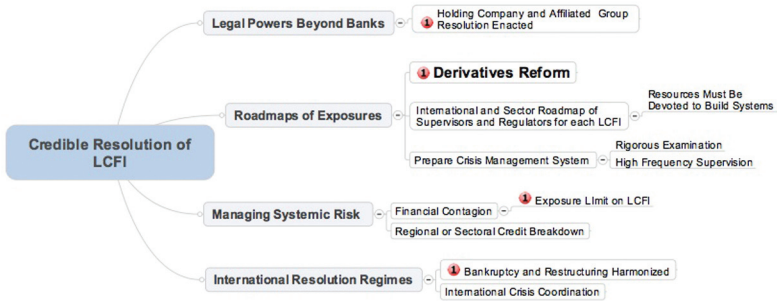 Legal Powers Beyond Banks
1 Holding Company and Affiliated Group
Resolution Enacted
1 Derivatives Reform
Roadmaps of Exposures
International and Sector Roadmap of
Supervisors and Regulators for each LCFI
Resources Must Be
Devoted to Build Systems
Prepare Crisis Management System
Rigorous Examination
High Frequency Supervision
Credible Resolution of
LCFI
Managing Systemic Risk
Financial Contagion
1 Exposure LImit on LCFI
Regional or Sectoral Credit Breakdown
International Resolution Regimes
1 Bankruptcy and Restructuring Harmonized
International Crisis Coordination